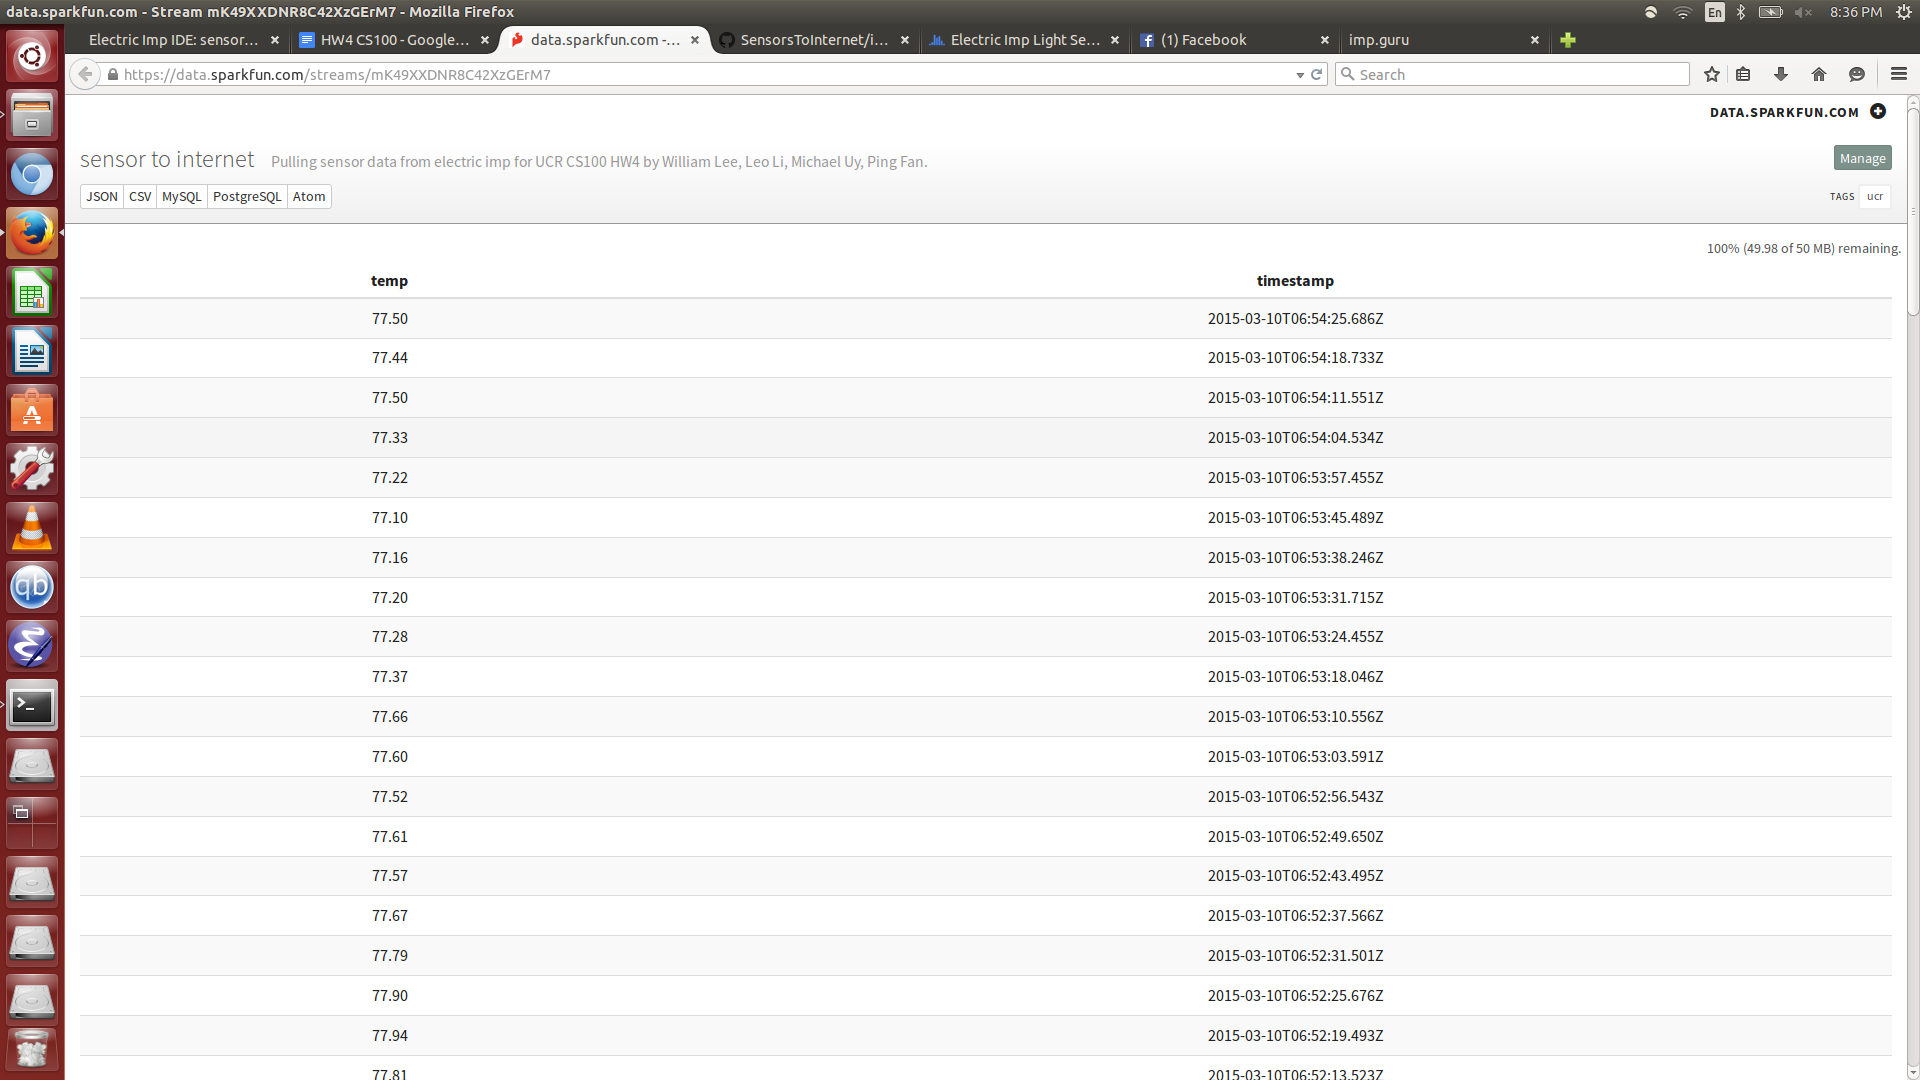 data.sparkfun.com - Stream mK49XXDNR8C42XzGErM7 - Mozilla Firefox
En
8:36 PM
Electric Imp IDE: sensor...
HW4 CS100 - Google...
data.sparkfun.com -...
SensorsToInternet/i...
Electric Imp Light Se...
(1) Facebook
imp.guru
https://data.sparkfun.com/streams/mK49XXDNR8C42XzGErM7
Search
DATA.SPARKFUN.COM
sensor to internet Pulling sensor data from electric imp for UCR CS100 HW4 by William Lee, Leo Li, Michael Uy, Ping Fan.
Manage
JSON CSV MySQL PostgreSQL Atom
TAGS ucr
100% (49.98 of 50 MB) remaining.
temp timestamp
77.50 2015-03-10T06:54:25.686Z
77.44 2015-03-10T06:54:18.733Z
77.50 2015-03-10T06:54:11.551Z
77.33 2015-03-10T06:54:04.534Z
77.22 2015-03-10T06:53:57.455Z
77.10 2015-03-10T06:53:45.489Z
77.16 2015-03-10T06:53:38.246Z
77.20 2015-03-10T06:53:31.715Z
77.28 2015-03-10T06:53:24.455Z
77.37 2015-03-10T06:53:18.046Z
77.66 2015-03-10T06:53:10.556Z
77.60 2015-03-10T06:53:03.591Z
77.52 2015-03-10T06:52:56.543Z
77.61 2015-03-10T06:52:49.650Z
77.57 2015-03-10T06:52:43.495Z
77.67 2015-03-10T06:52:37.566Z
77.79 2015-03-10T06:52:31.501Z
77.90 2015-03-10T06:52:25.676Z
77.94 2015-03-10T06:52:19.493Z
77.81 2015-03-10T06:52:13.523Z
qb